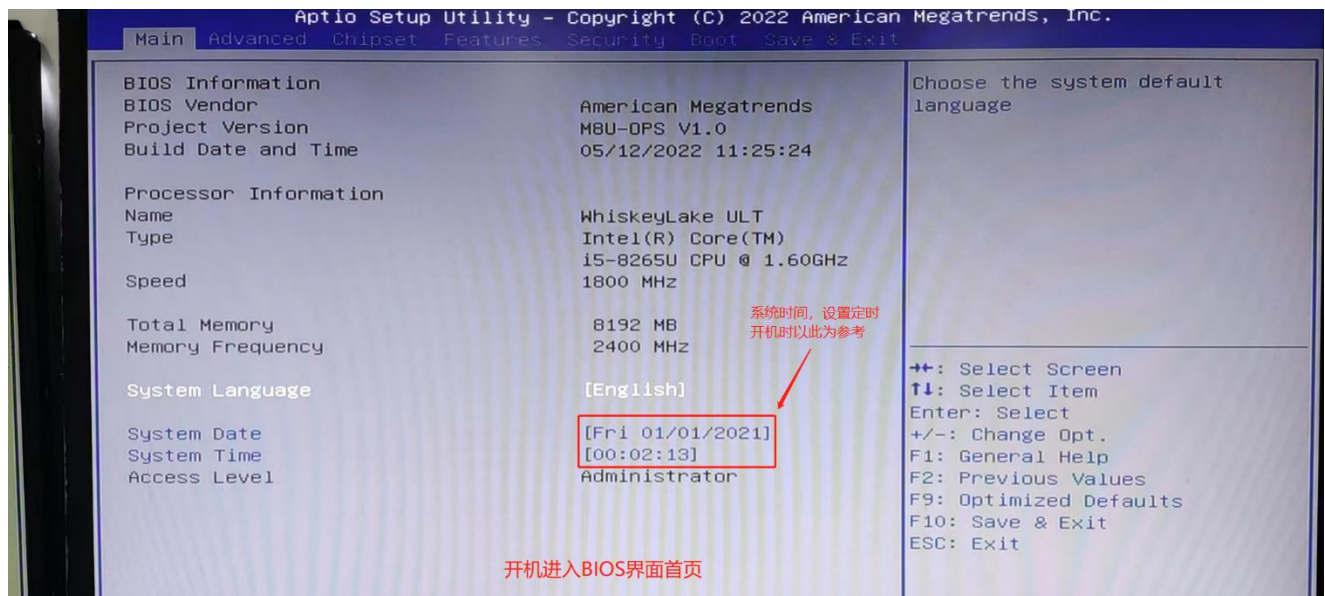 Aptio Setup Utility – Copyright (C) 2022 American Megatrends, Inc.
Main Advanced Chipset Features Security Boot Save & Exit
BIOS Information
BIOS Vendor American Megatrends
Project Version M8U-OPS V1.0
Build Date and Time 05/12/2022 11:25:24
Processor Information
Name WhiskeyLake ULT
Type Intel(R) Core(TM)
i5-8265U CPU @ 1.60GHz
Speed 1800 MHz
Total Memory 8192 MB
Memory Frequency 2400 MHz
System Language [English]
System Date [Fri 01/01/2021]
System Time [00:02:13]
Access Level Administrator
系统时间，设置定时
开机时以此为参考
开机进入BIOS界面首页
Choose the system default
language
→←: Select Screen
↑↓: Select Item
Enter: Select
+/-: Change Opt.
F1: General Help
F2: Previous Values
F9: Optimized Defaults
F10: Save & Exit
ESC: Exit